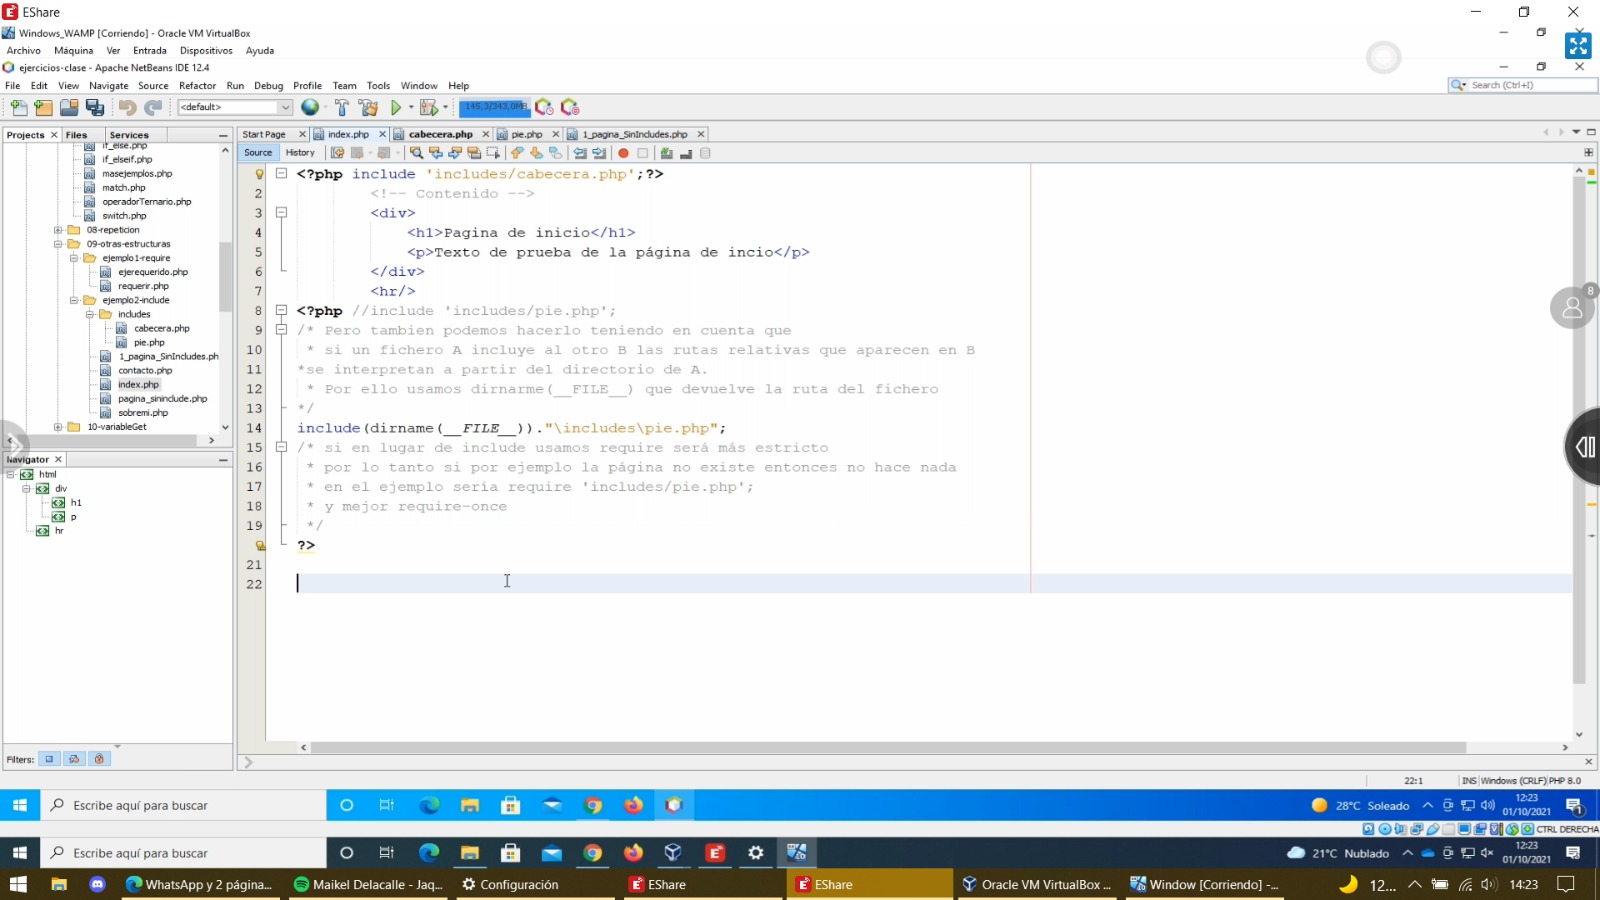 EShare
Windows_WAMP [Corriendo] - Oracle VM VirtualBox
Archivo Máquina Ver Entrada Dispositivos Ayuda
ejercicios-clase - Apache NetBeans IDE 12.4
File Edit View Navigate Source Refactor Run Debug Profile Team Tools Window Help
Search (Ctrl+I)
<default>
145,3/343,0MB
Projects Files Services
Start Page index.php cabecera.php pie.php 1_pagina_SinIncludes.php
Source History
if_else.php
if_elseif.php
masejemplos.php
match.php
operadorTernario.php
switch.php
08-repeticion
09-otras-estructuras
ejemplo1-require
ejerequerido.php
requerir.php
ejemplo2-include
includes
cabecera.php
pie.php
1_pagina_SinIncludes.ph
contacto.php
index.php
pagina_sininclude.php
sobremi.php
10-variableGet
Navigator
html
div
h1
p
hr
Filters:
<?php include 'includes/cabecera.php';?>
2 <!-- Contenido -->
3 <div>
4 <h1>Pagina de inicio</h1>
5 <p>Texto de prueba de la página de incio</p>
6 </div>
7 <hr/>
8 <?php //include 'includes/pie.php';
9 /* Pero tambien podemos hacerlo teniendo en cuenta que
10 * si un fichero A incluye al otro B las rutas relativas que aparecen en B
11 *se interpretan a partir del directorio de A.
12 * Por ello usamos dirnarme(__FILE__) que devuelve la ruta del fichero
13 */
14 include(dirname(__FILE__))."\includes\pie.php";
15 /* si en lugar de include usamos require será más estricto
16 * por lo tanto si por ejemplo la página no existe entonces no hace nada
17 * en el ejemplo seria require 'includes/pie.php';
18 * y mejor require-once
19 */
?>
21
22
8
22:1 INS Windows (CRLF) PHP 8.0
Escribe aquí para buscar
28°C Soleado
12:23
01/10/2021
1
CTRL DERECHA
Escribe aquí para buscar
21°C Nublado
12:23
01/10/2021
WhatsApp y 2 página... Maikel Delacalle - Jaq... Configuración EShare EShare Oracle VM VirtualBox ... Window [Corriendo] -... 12... 14:23